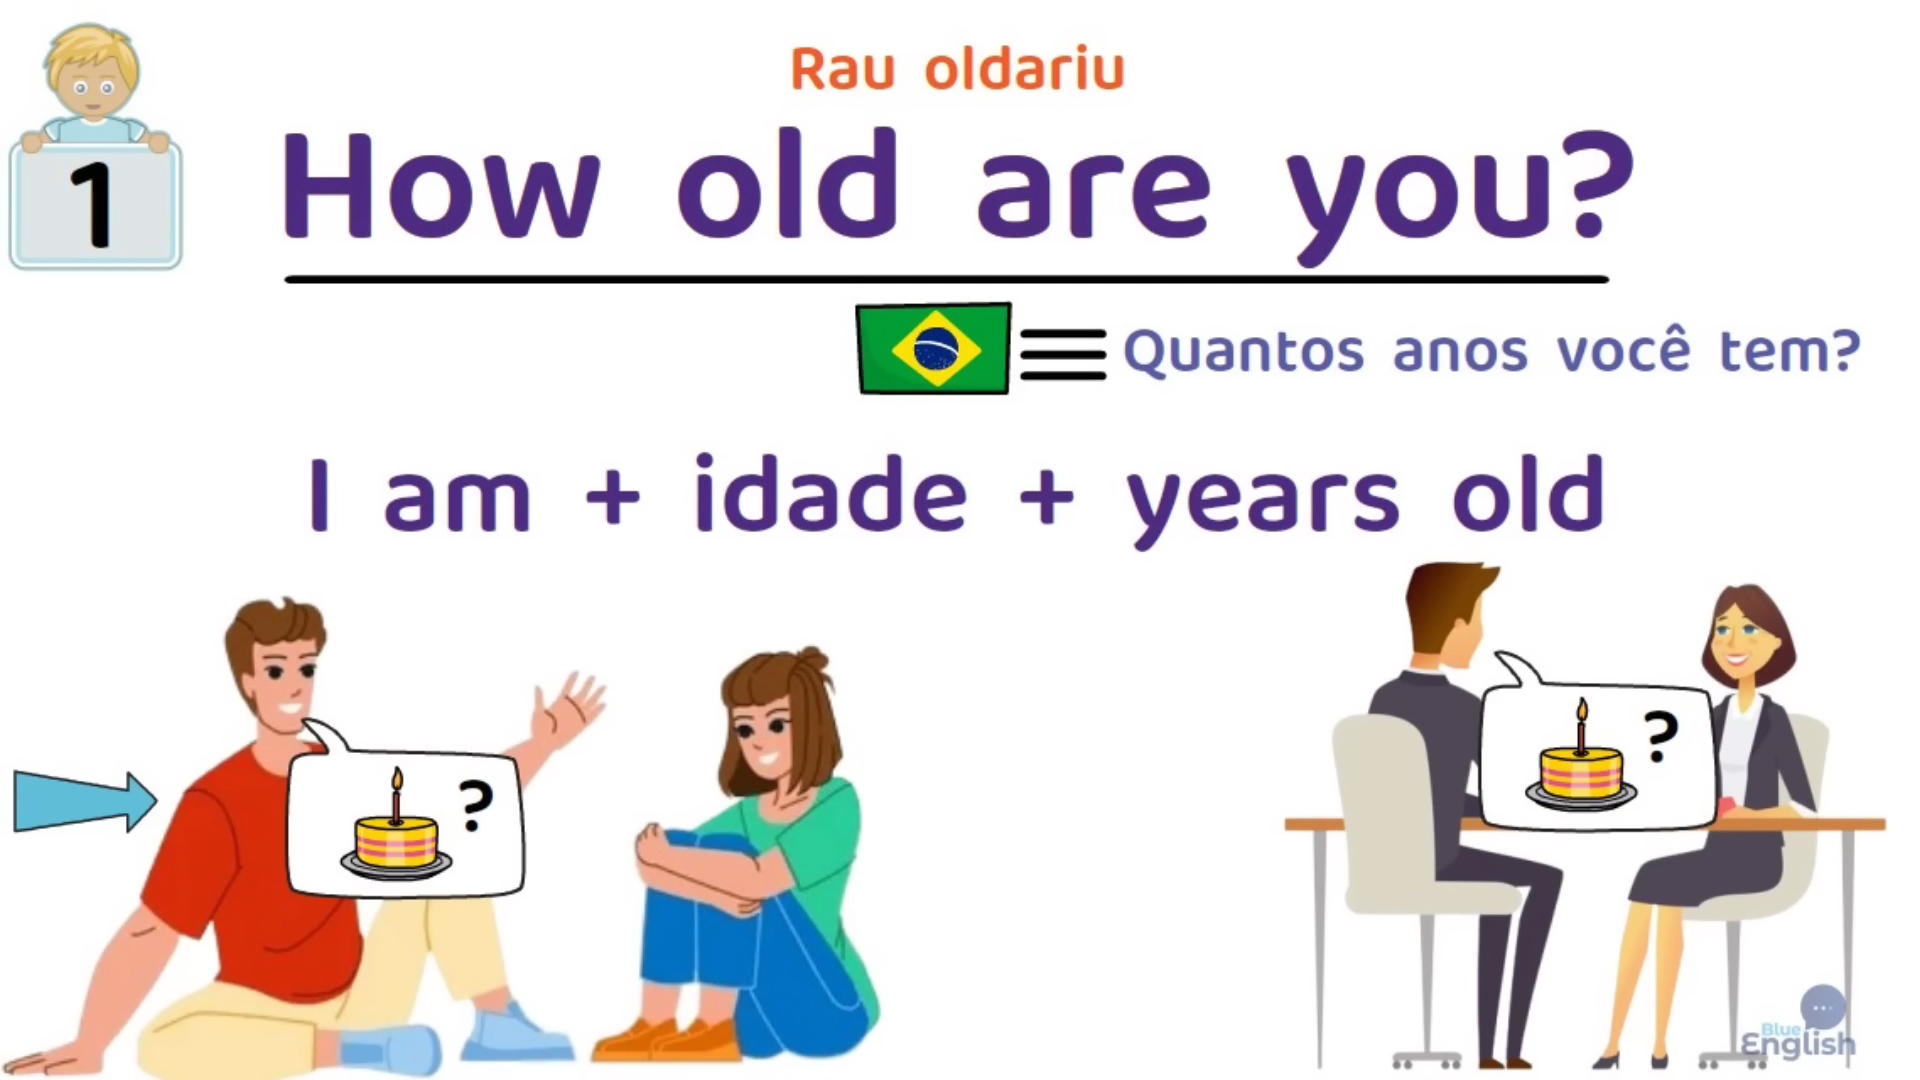 1
Rau oldariu
How old are you?
Quantos anos você tem?
I am + idade + years old
?
?
Blue
English